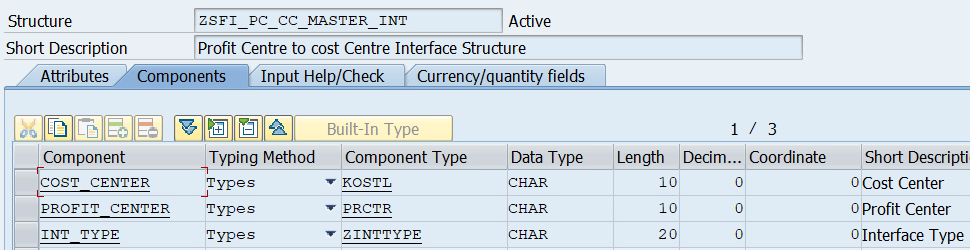 Structure ZSFI_PC_CC_MASTER_INT Active
Short Description Profit Centre to cost Centre Interface Structure
Attributes Components Input Help/Check Currency/quantity fields
Built-In Type 1 / 3
Component Typing Method Component Type Data Type Length Decim... Coordinate Short Descripti
COST_CENTER Types KOSTL CHAR 10 0 0 Cost Center
PROFIT_CENTER Types PRCTR CHAR 10 0 0 Profit Center
INT_TYPE Types ZINTTYPE CHAR 20 0 0 Interface Type